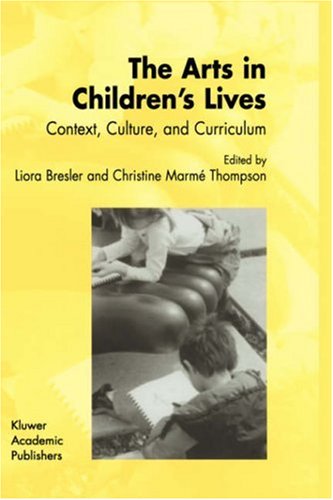 The Arts in
Children's Lives
Context, Culture, and Curriculum
Edited by
Liora Bresler and Christine Marmé Thompson
Kluwer
Academic
Publishers